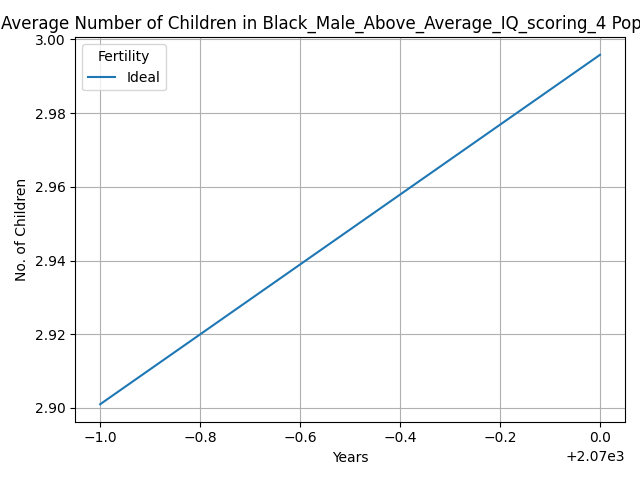 Average Number of Children in Black_Male_Above_Average_IQ_scoring_4 Pop
3.00
Fertility
Ideal
2.98
2.96
2.94
2.92
2.90
No. of Children
−1.0 −0.8 −0.6 −0.4 −0.2 0.0
Years
+2.07e3